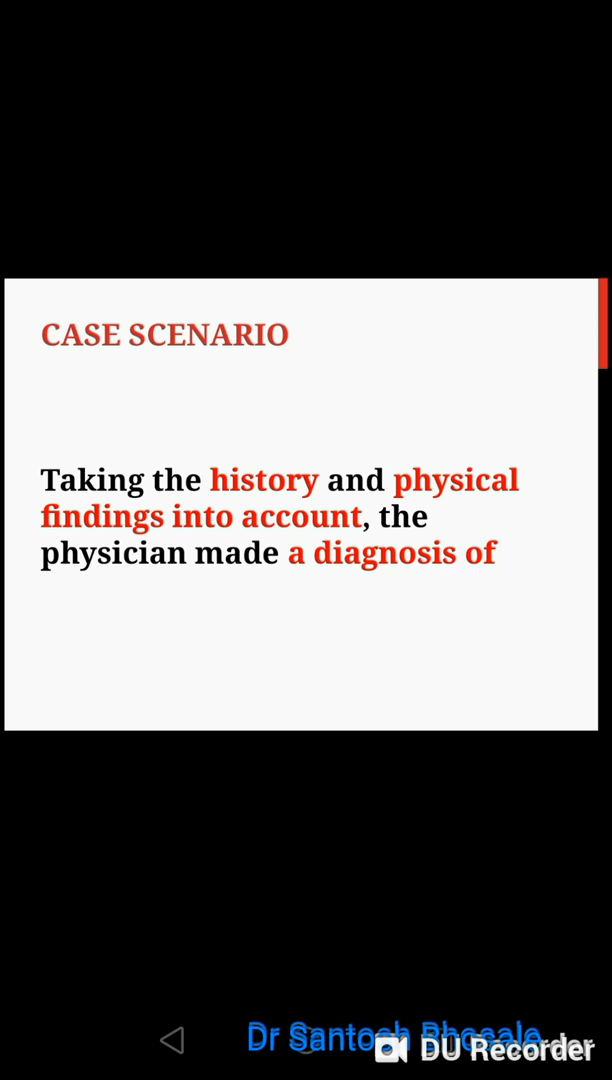 CASE SCENARIO
Taking the history and physical
findings into account, the
physician made a diagnosis of
Dr Santosh Bhosale
DU Recorder